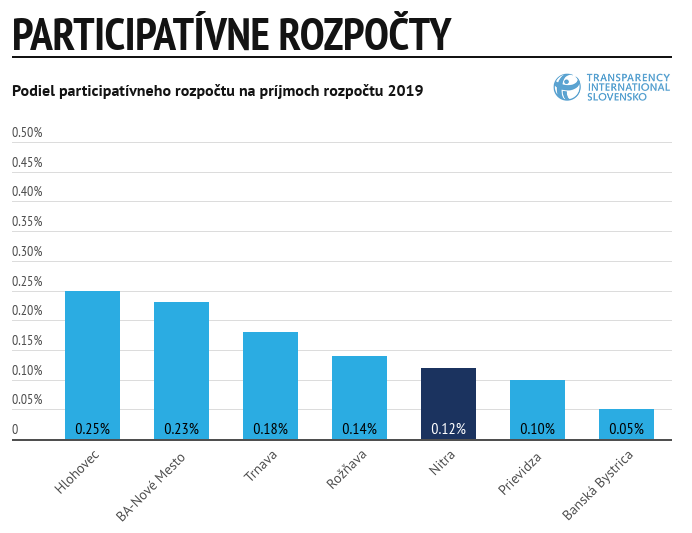 PARTICIPATÍVNE ROZPOČTY
Podiel participatívneho rozpočtu na príjmoch rozpočtu 2019
TRANSPARENCY
INTERNATIONAL
SLOVENSKO
0.50%
0.45%
0.40%
0.35%
0.30%
0.25%
0.20%
0.15%
0.10%
0.05%
0
0.25%
0.23%
0.18%
0.14%
0.12%
0.10%
0.05%
Hlohovec
BA-Nové Mesto
Trnava
Rožňava
Nitra
Prievidza
Banská Bystrica